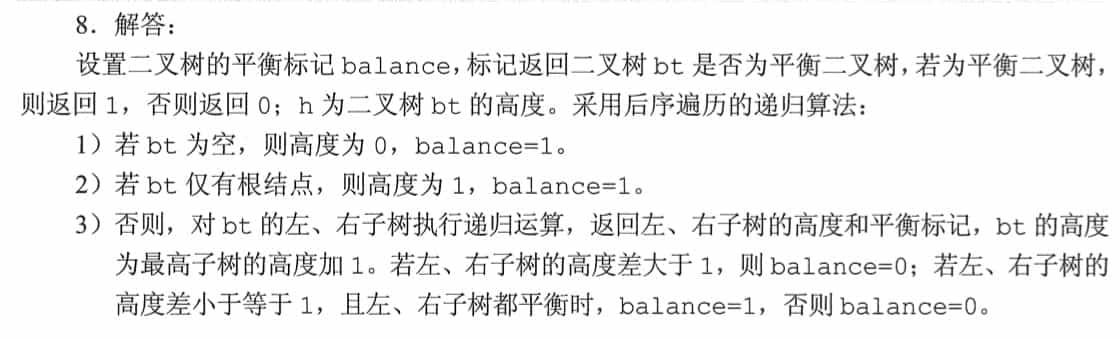 8．解答：
设置二叉树的平衡标记 balance，标记返回二叉树 bt 是否为平衡二叉树，若为平衡二叉树，
则返回 1，否则返回 0；h 为二叉树 bt 的高度。采用后序遍历的递归算法：
1）若 bt 为空，则高度为 0，balance=1。
2）若 bt 仅有根结点，则高度为 1，balance=1。
3）否则，对 bt 的左、右子树执行递归运算，返回左、右子树的高度和平衡标记，bt 的高度
为最高子树的高度加 1。若左、右子树的高度差大于 1，则 balance=0；若左、右子树的
高度差小于等于 1，且左、右子树都平衡时，balance=1，否则 balance=0。